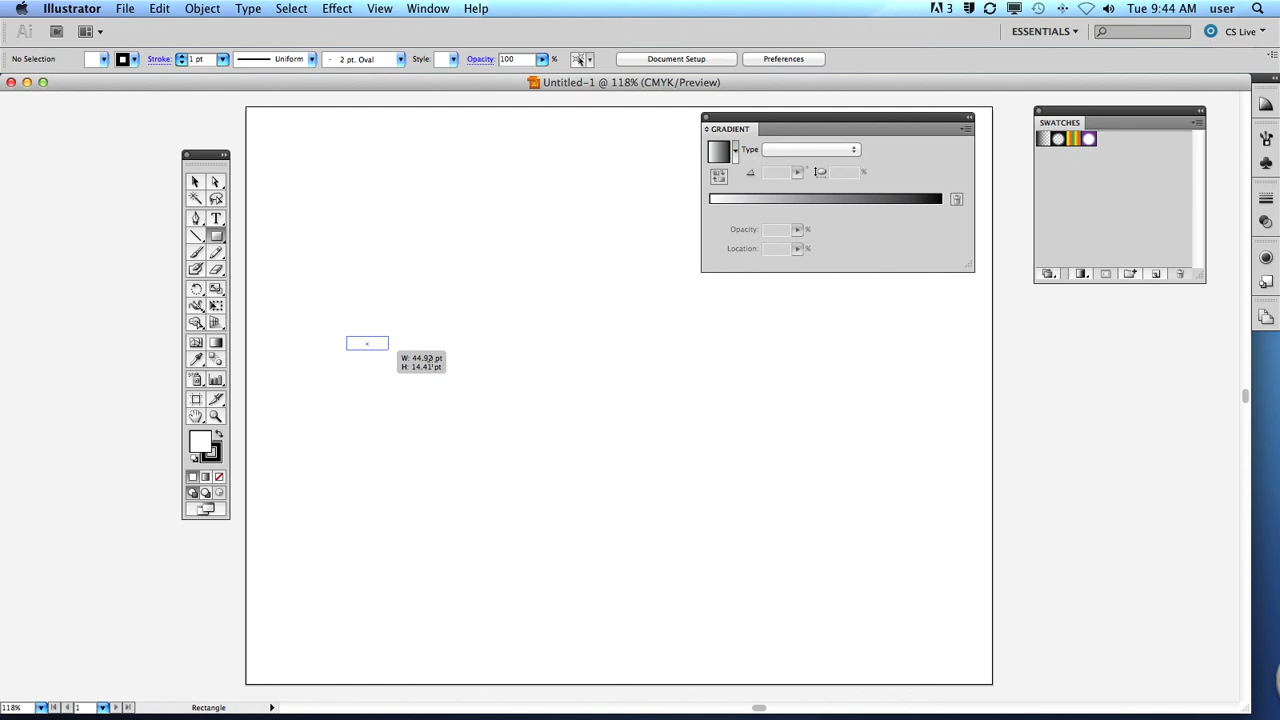 Illustrator File Edit Object Type Select Effect View Window Help
3 Tue 9:44 AM user
Ai Br ESSENTIALS CS Live
No Selection Stroke: 1 pt Uniform 2 pt. Oval Style: Opacity: 100 % Document Setup Preferences
Untitled-1 @ 118% (CMYK/Preview)
GRADIENT
Type
°
%
Opacity: %
Location: %
SWATCHES
T
W: 44.92 pt
H: 14.41 pt
118% 1 Rectangle